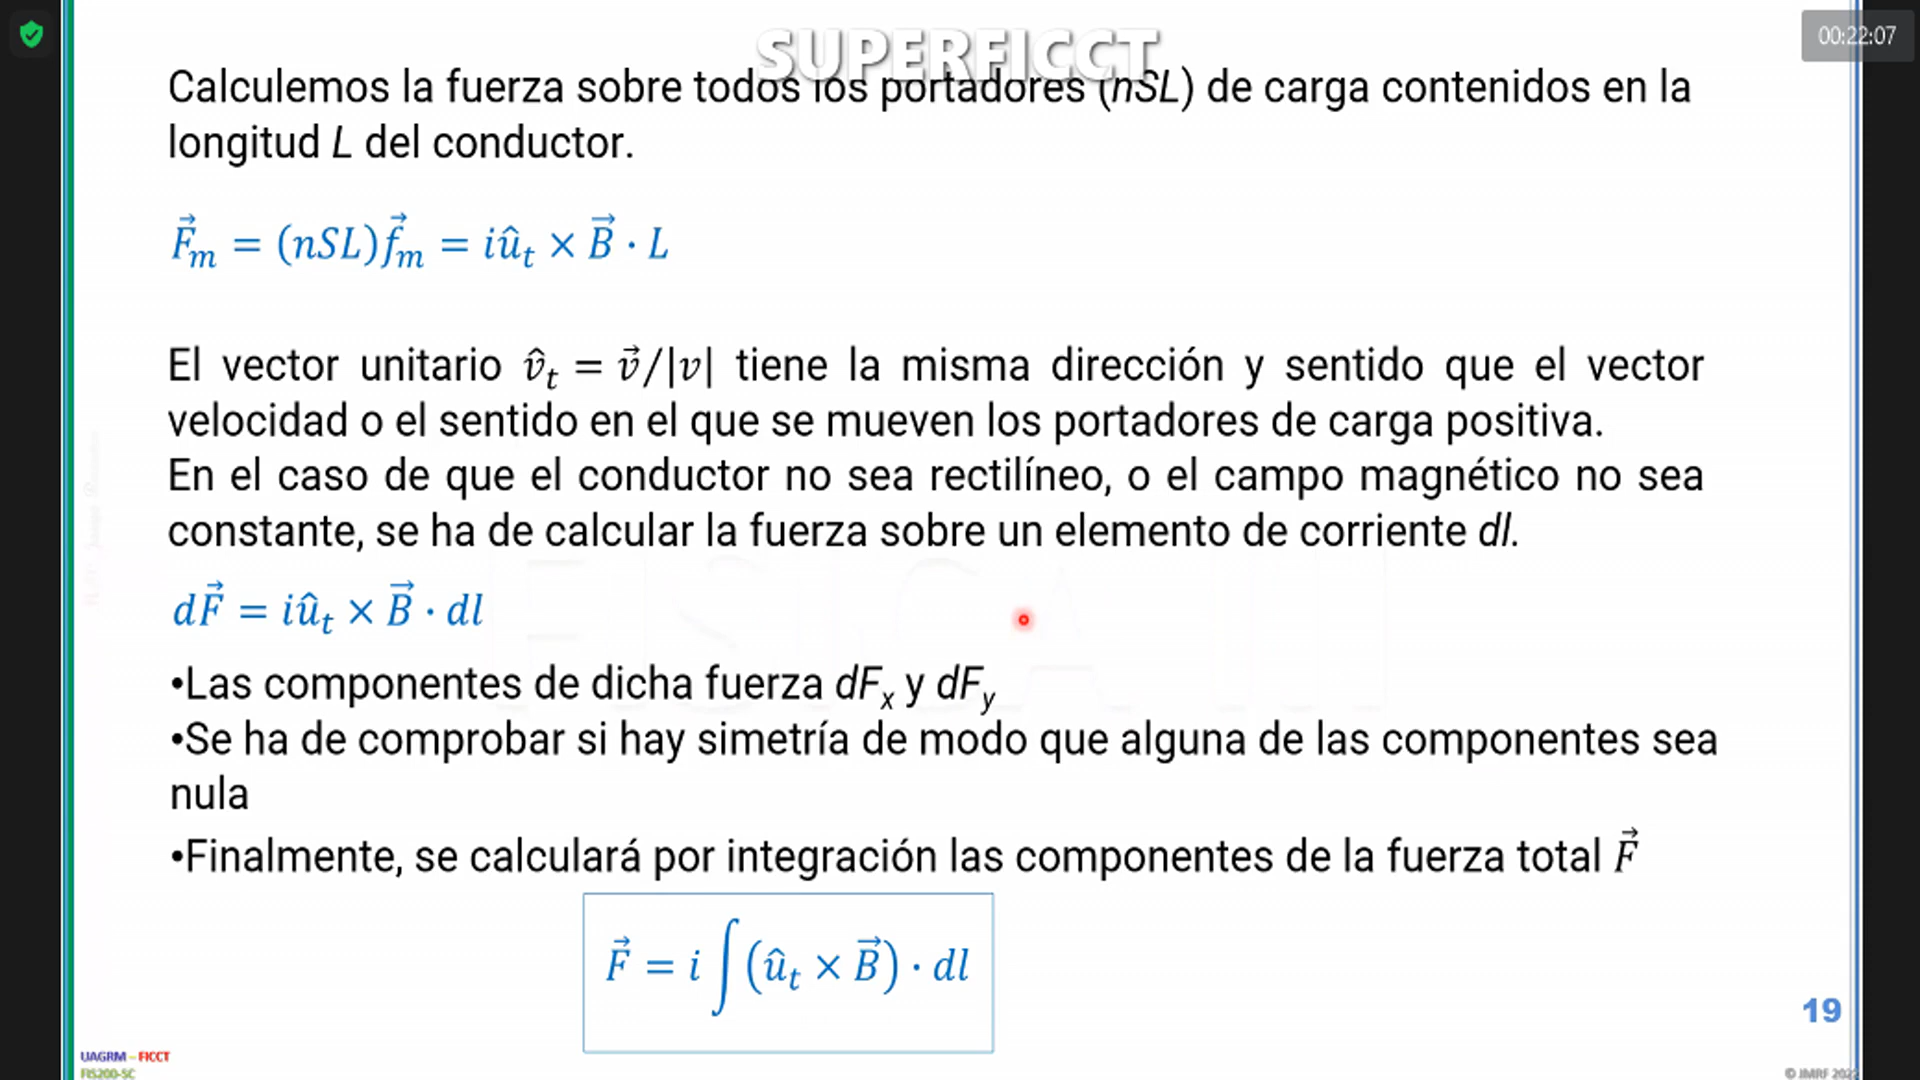 SUPERFICCT
00:22:07
Calculemos la fuerza sobre todos los portadores (nSL) de carga contenidos en la
longitud L del conductor.
F⃗ₘ = (nSL)f⃗ₘ = iûₜ × B⃗ · L
El vector unitario v̂ₜ = v⃗/|v| tiene la misma dirección y sentido que el vector
velocidad o el sentido en el que se mueven los portadores de carga positiva.
En el caso de que el conductor no sea rectilíneo, o el campo magnético no sea
constante, se ha de calcular la fuerza sobre un elemento de corriente dl.
dF⃗ = iûₜ × B⃗ · dl
•Las componentes de dicha fuerza dFₓ y dF_y
•Se ha de comprobar si hay simetría de modo que alguna de las componentes sea
nula
•Finalmente, se calculará por integración las componentes de la fuerza total F⃗
F⃗ = i ∫(ûₜ × B⃗) · dl
19
UAGRM – FICCT
FIS200-SC
© JMRF 2022